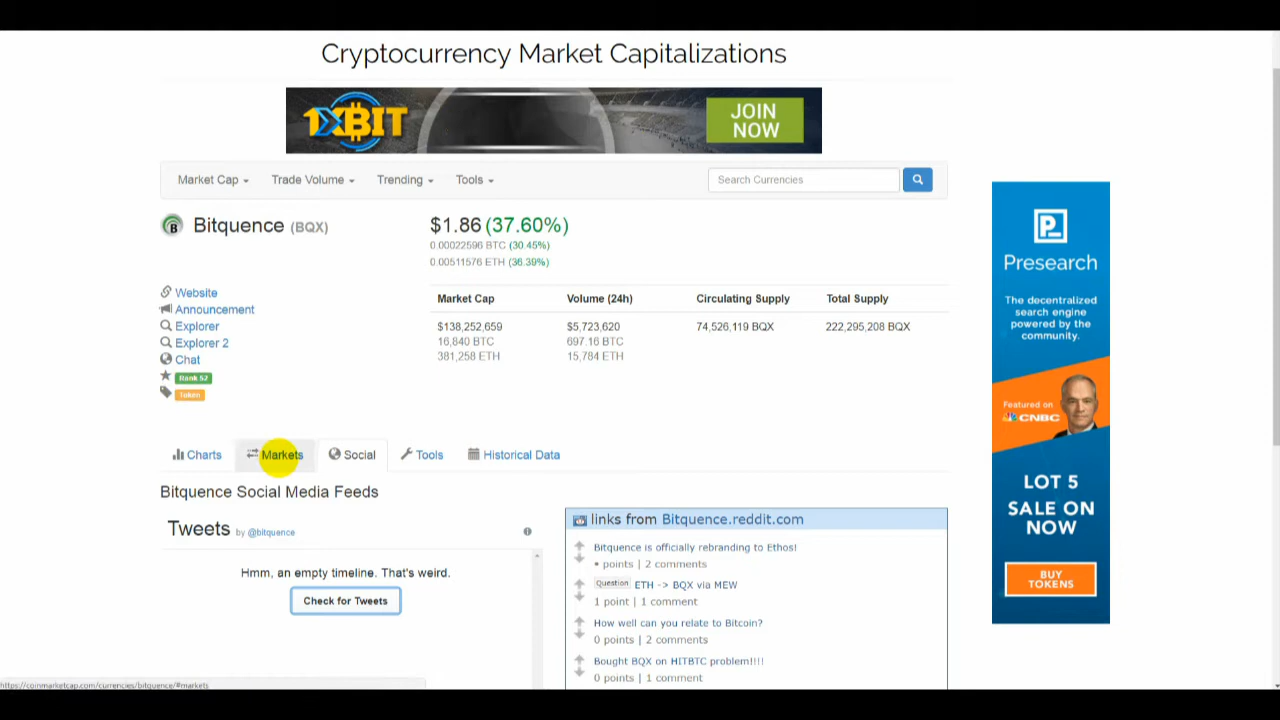 Cryptocurrency Market Capitalizations
1XBIT
JOIN
NOW
Market Cap
Trade Volume
Trending
Tools
Search Currencies
Bitquence (BQX)
$1.86 (37.60%)
0.00022596 BTC (30.45%)
0.00511576 ETH (36.39%)
Website
Announcement
Explorer
Explorer 2
Chat
Rank 52
Token
Market Cap Volume (24h) Circulating Supply Total Supply
$138,252,659 $5,723,620 74,526,119 BQX 222,295,208 BQX
16,840 BTC 697.16 BTC
381,258 ETH 15,784 ETH
Charts Markets Social Tools Historical Data
Bitquence Social Media Feeds
Tweets by @bitquence
Hmm, an empty timeline. That's weird.
Check for Tweets
links from Bitquence.reddit.com
Bitquence is officially rebranding to Ethos!
• points | 2 comments
Question ETH -> BQX via MEW
1 point | 1 comment
How well can you relate to Bitcoin?
0 points | 2 comments
Bought BQX on HITBTC problem!!!!
0 points | 1 comment
Presearch
The decentralized
search engine
powered by the
community.
Featured on
CNBC
LOT 5
SALE ON
NOW
BUY
TOKENS
https://coinmarketcap.com/currencies/bitquence/#markets